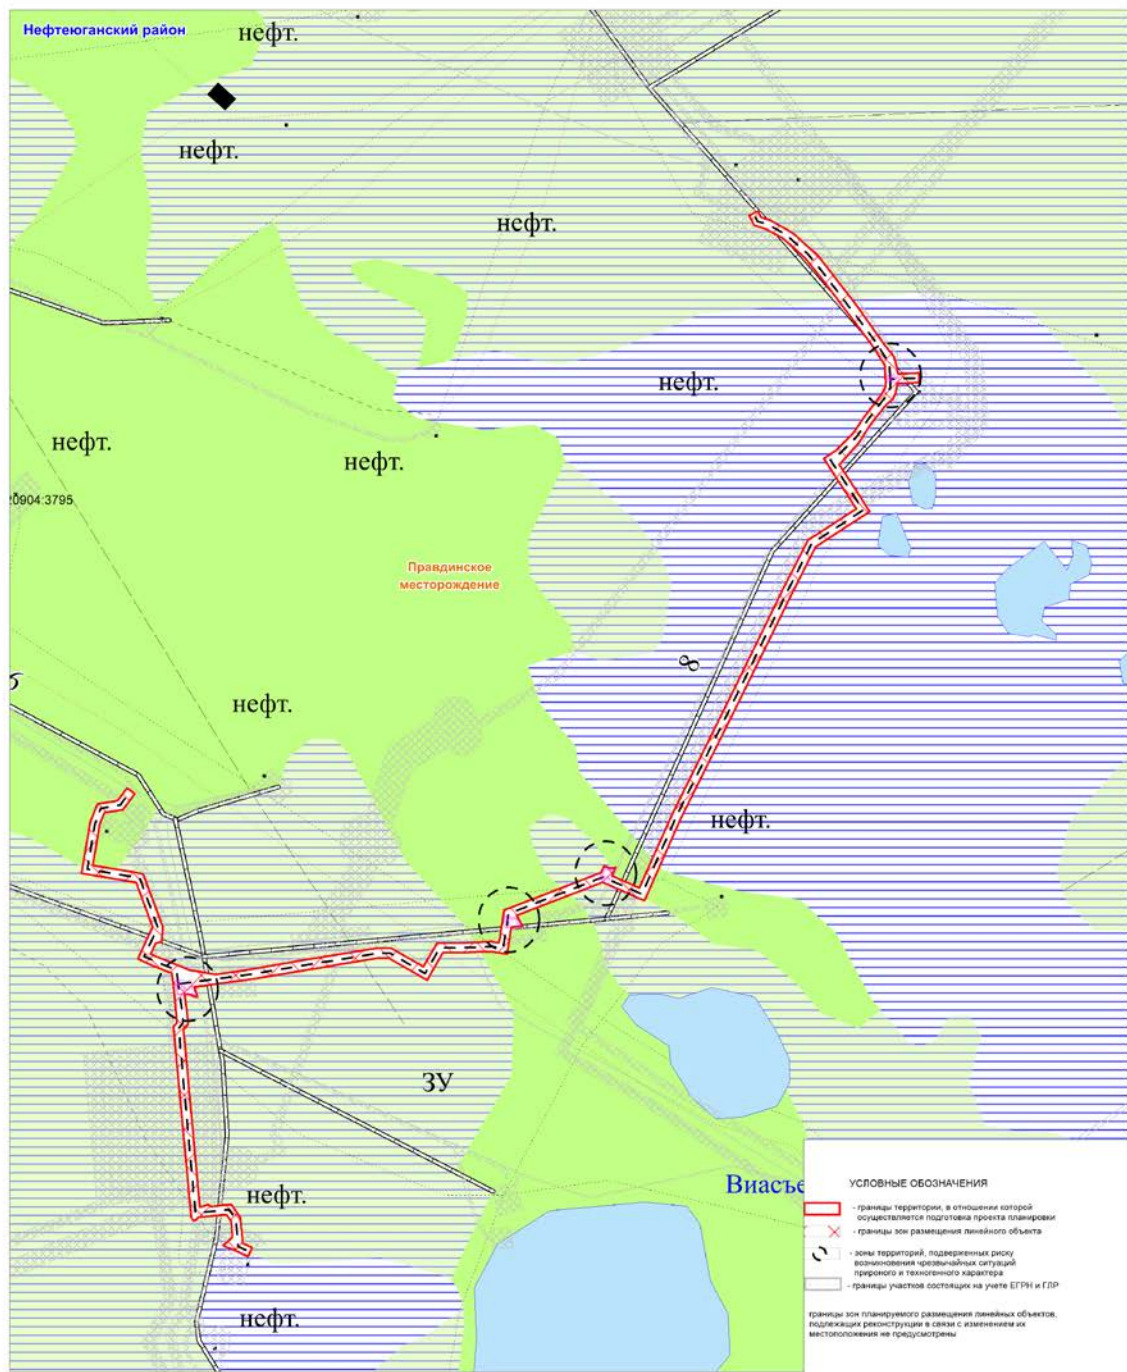 Нефтеюганский район
нефт.
нефт.
нефт.
нефт.
нефт.
нефт.
20904:3795
Правдинское
месторождение
8
б
нефт.
нефт.
ЗУ
Виасъе
нефт.
нефт.
УСЛОВНЫЕ ОБОЗНАЧЕНИЯ
- границы территории, в отношении которой
осуществляется подготовка проекта планировки
- границы зон размещения линейного объекта
- зоны территорий, подверженных риску
возникновения чрезвычайных ситуаций
прироного и техногенного характера
- границы участков состоящих на учете ЕГРН и ГЛР
границы зон планируемого размещения линейных объектов,
подлежащих реконструкции в связи с изменением их
местоположения не предусмотрены